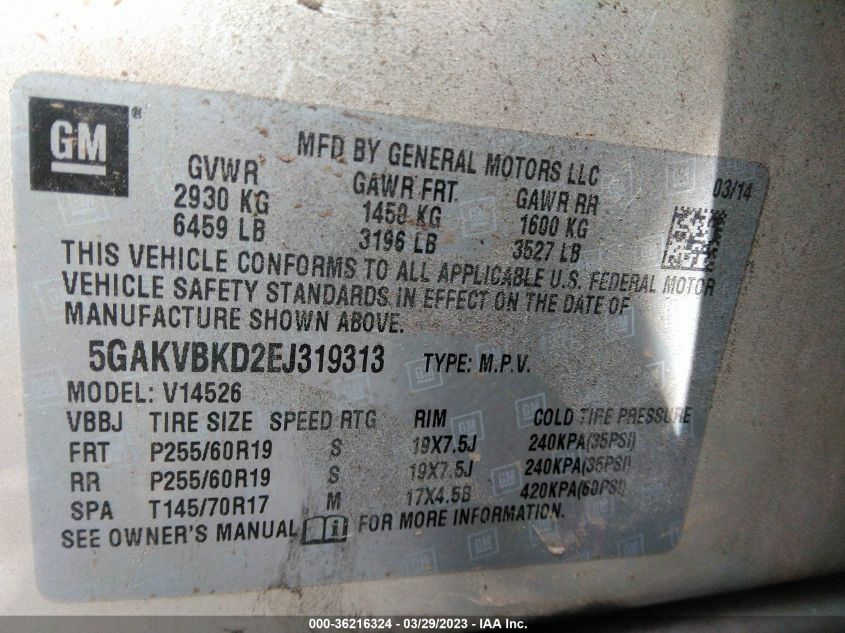 GM®
MFD BY GENERAL MOTORS LLC
03/14
GVWR GAWR FRT. GAWR RR
2930 KG 1450 KG 1600 KG
6459 LB 3196 LB 3527 LB
THIS VEHICLE CONFORMS TO ALL APPLICABLE U.S. FEDERAL MOTOR
VEHICLE SAFETY STANDARDS IN EFFECT ON THE DATE OF
MANUFACTURE SHOWN ABOVE.
5GAKVBKD2EJ319313 TYPE: M.P.V.
MODEL: V14526
VBBJ TIRE SIZE SPEED RTG RIM COLD TIRE PRESSURE
FRT P255/60R19 S 19X7.5J 240KPA(35PSI)
RR P255/60R19 S 19X7.5J 240KPA(35PSI)
SPA T145/70R17 M 17X4.5B 420KPA(60PSI)
SEE OWNER'S MANUAL i FOR MORE INFORMATION.
000-36216324 - 03/29/2023 - IAA Inc.